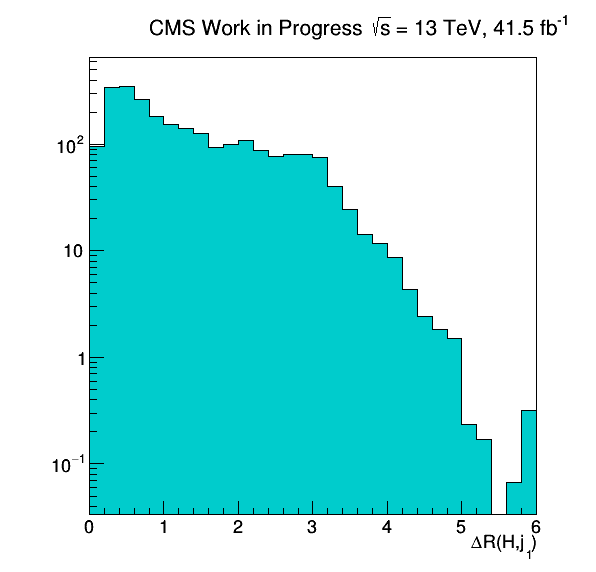 CMS Work in Progress √s = 13 TeV, 41.5 fb⁻¹
10²
10
1
10⁻¹
0 1 2 3 4 5 6
ΔR(H,j₁)